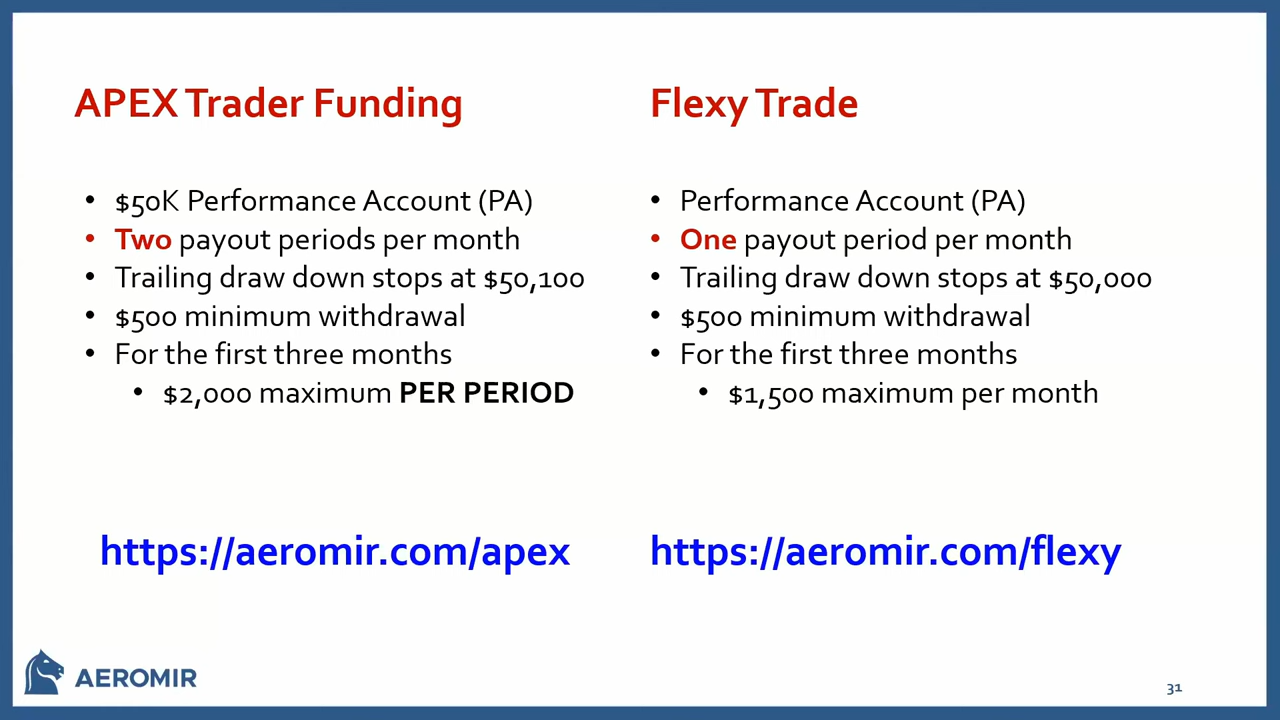 APEX Trader Funding
• $50K Performance Account (PA)
• Two payout periods per month
• Trailing draw down stops at $50,100
• $500 minimum withdrawal
• For the first three months
• $2,000 maximum PER PERIOD
https://aeromir.com/apex
Flexy Trade
• Performance Account (PA)
• One payout period per month
• Trailing draw down stops at $50,000
• $500 minimum withdrawal
• For the first three months
• $1,500 maximum per month
https://aeromir.com/flexy
AEROMIR
31